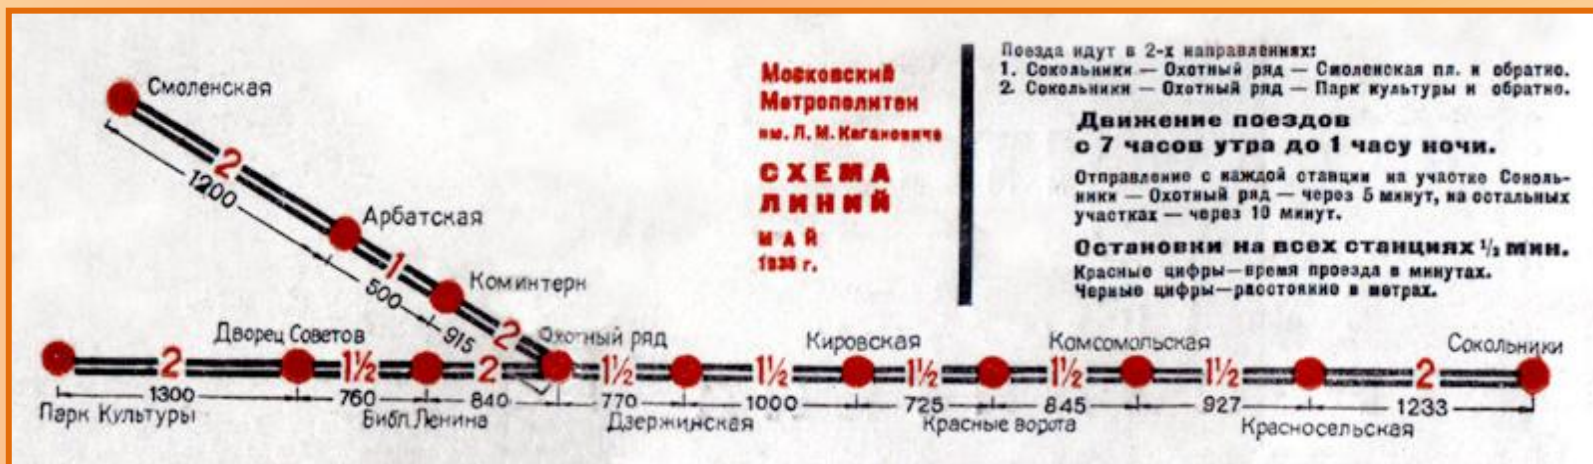 Смоленская
2
1200
Арбатская
1
500
Коминтерн
2
915
Московский
Метрополитен
им. Л. М. Кагановича
СХЕМА
ЛИНИЙ
МАЙ
1935 г.
Поезда идут в 2-х направлениях:
1. Сокольники — Охотный ряд — Смоленская пл. и обратно.
2. Сокольники — Охотный ряд — Парк культуры и обратно.
Движение поездов
с 7 часов утра до 1 часу ночи.
Отправление с каждой станции на участке Соколь-
ники — Охотный ряд — через 5 минут, на остальных
участках — через 10 минут.
Остановки на всех станциях ½ мин.
Красные цифры—время проезда в минутах.
Черные цифры—расстояние в метрах.
Дворец Советов Охотный ряд Кировская Комсомольская Сокольники
2 1½ 2 1½ 1½ 1½ 1½ 1½ 2
1300 760 840 770 1000 725 845 927 1233
Парк Культуры Библ. Ленина Дзержинская Красные ворота Красносельская